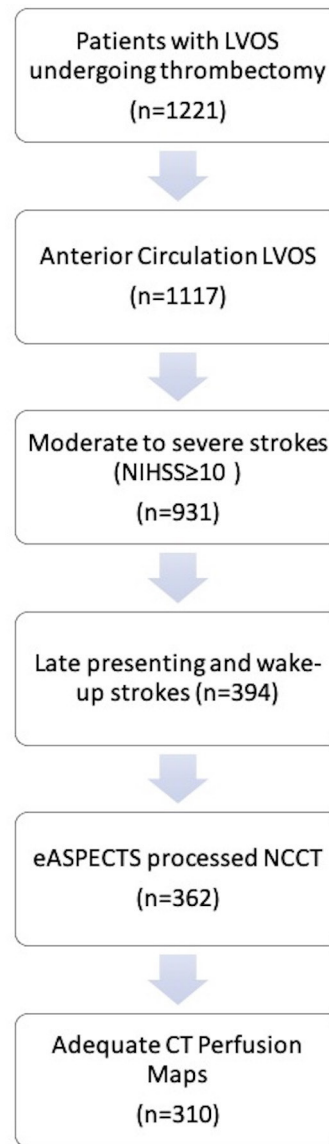 Patients with LVOS
undergoing thrombectomy
(n=1221)
Anterior Circulation LVOS
(n=1117)
Moderate to severe strokes
(NIHSS≥10 )
(n=931)
Late presenting and wake-
up strokes (n=394)
eASPECTS processed NCCT
(n=362)
Adequate CT Perfusion
Maps
(n=310)